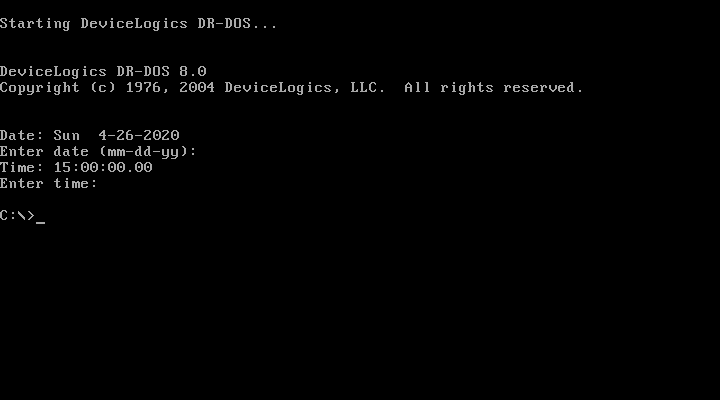 Starting DeviceLogics DR-DOS...
DeviceLogics DR-DOS 8.0
Copyright (c) 1976, 2004 DeviceLogics, LLC.  All rights reserved.
Date: Sun  4-26-2020
Enter date (mm-dd-yy):
Time: 15:00:00.00
Enter time:
C:\>_